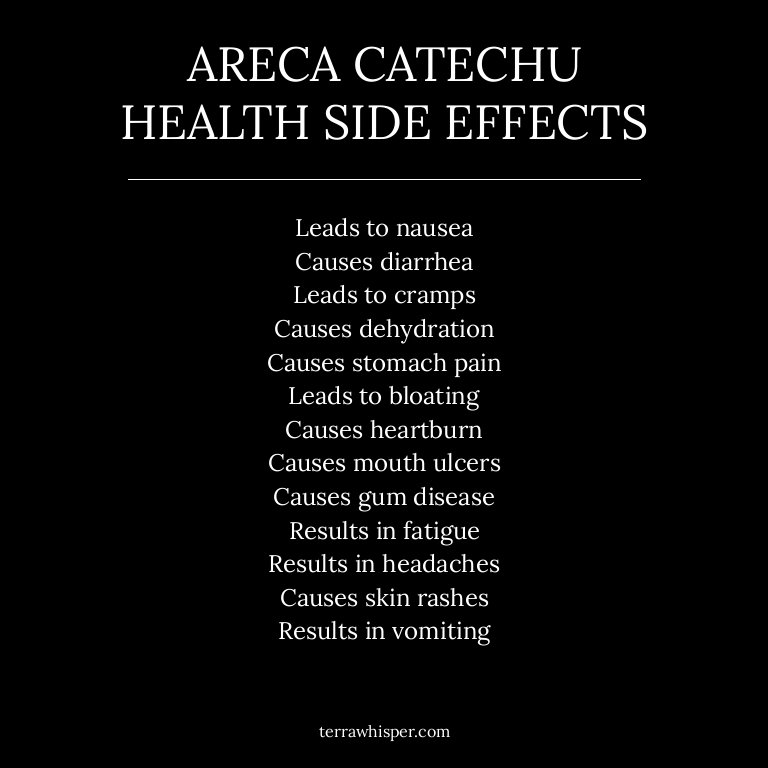 ARECA CATECHU
HEALTH SIDE EFFECTS
Leads to nausea
Causes diarrhea
Leads to cramps
Causes dehydration
Causes stomach pain
Leads to bloating
Causes heartburn
Causes mouth ulcers
Causes gum disease
Results in fatigue
Results in headaches
Causes skin rashes
Results in vomiting
terrawhisper.com